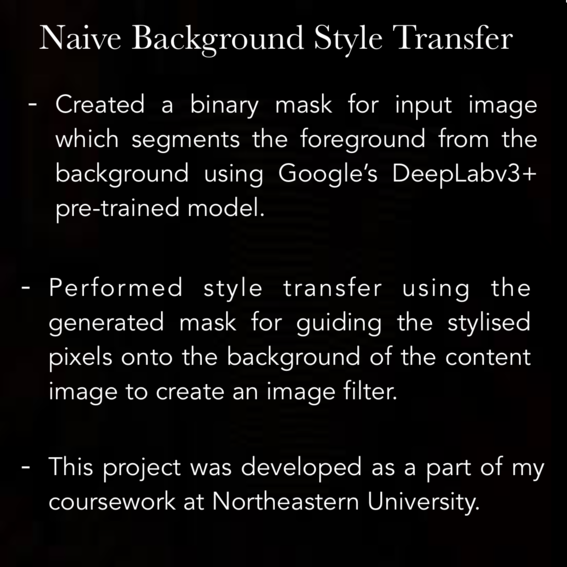 Naive Background Style Transfer
- Created a binary mask for input image
which segments the foreground from the
background using Google's DeepLabv3+
pre-trained model.
- Performed style transfer using the
generated mask for guiding the stylised
pixels onto the background of the content
image to create an image filter.
- This project was developed as a part of my
coursework at Northeastern University.